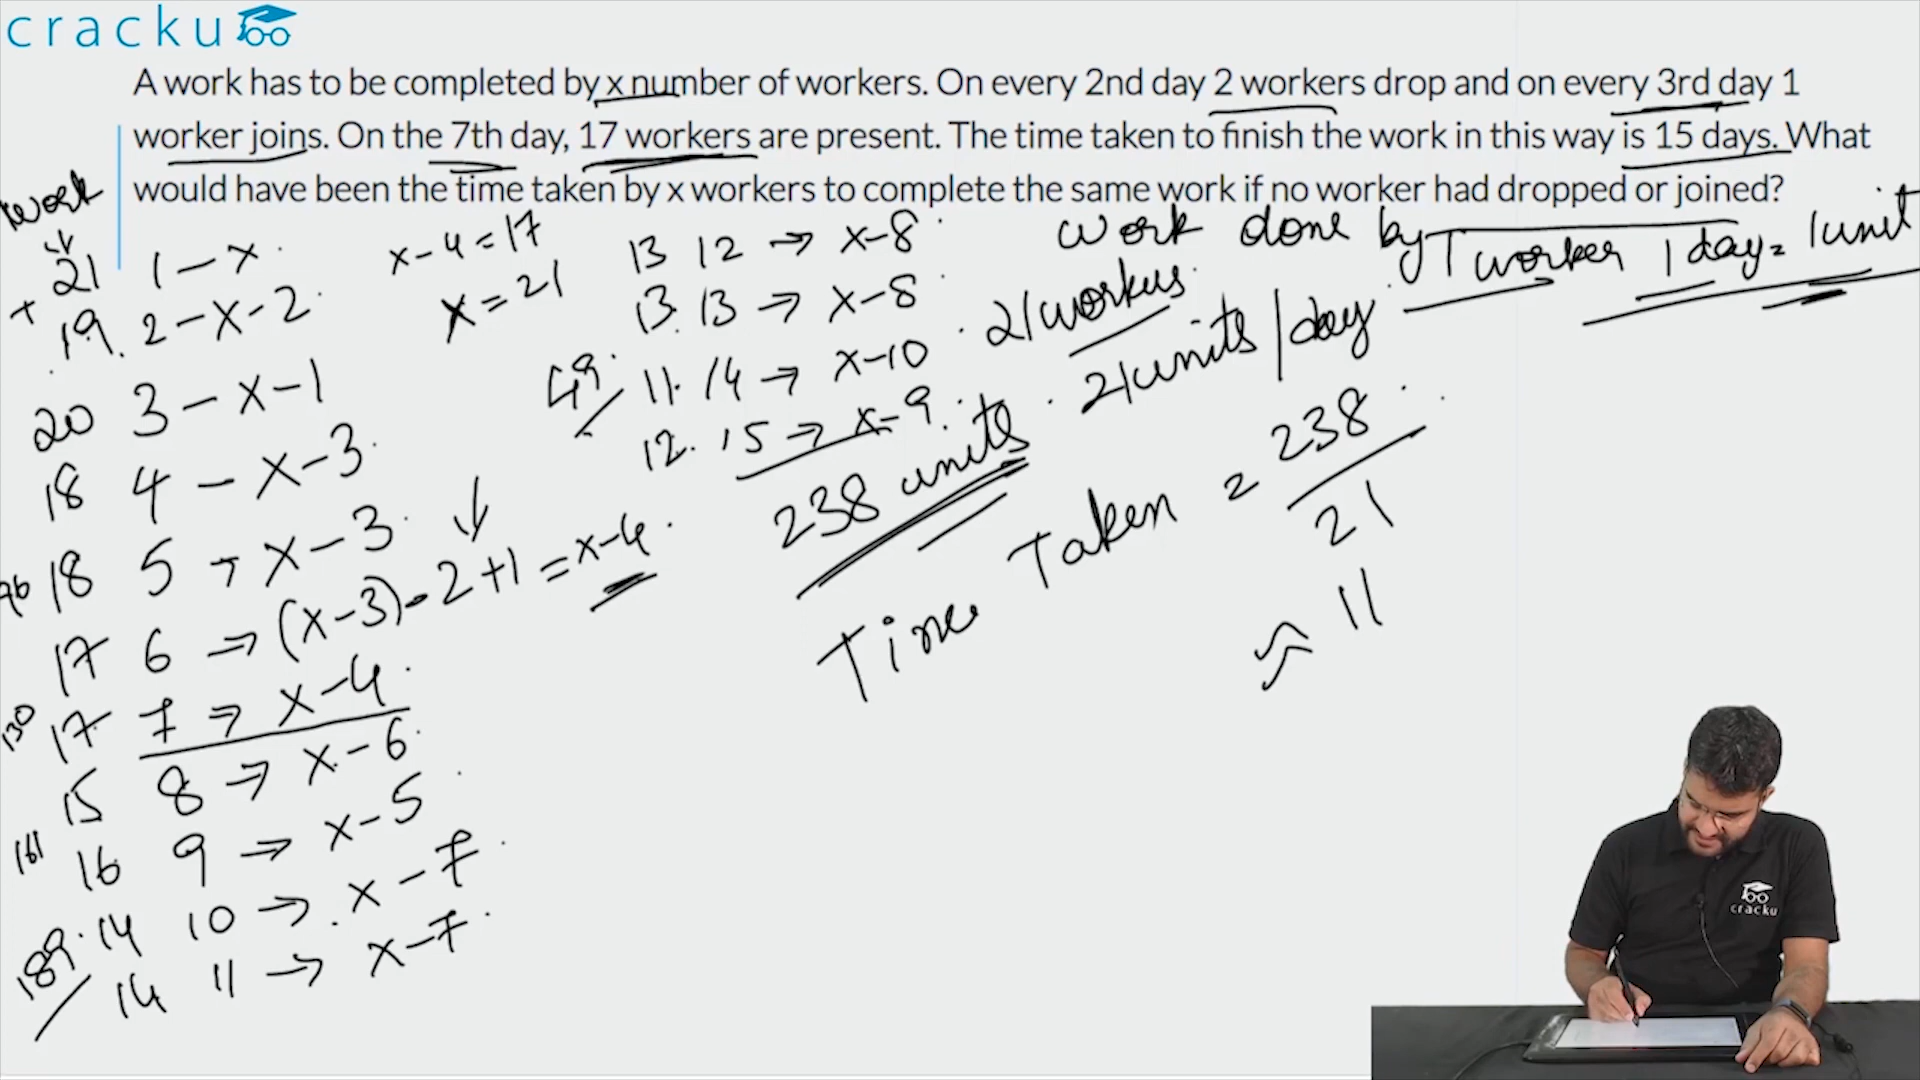 cracku
A work has to be completed by x number of workers. On every 2nd day 2 workers drop and on every 3rd day 1
worker joins. On the 7th day, 17 workers are present. The time taken to finish the work in this way is 15 days. What
would have been the time taken by x workers to complete the same work if no worker had dropped or joined?
work
↓
21 1 - x
+ 19. 2 - x - 2
20 3 - x - 1
18 4 - x - 3
18 5 → x - 3
96
17 6 → (x-3) - 2 + 1 = x-4
17 7 → x-4
130
15 8 → x-6
16 9 → x-5
161
14 10 → x-7
14 11 → x-7
189
x-4 = 17
x = 21
13 12 → x-8
13. 13 → x-8
11. 14 → x-10
12. 15 → x-9
49
238 units
work done by 1 worker 1 day = 1 unit
21 workers
21 units / day
Time Taken = 238
21
≈ 11
cracku